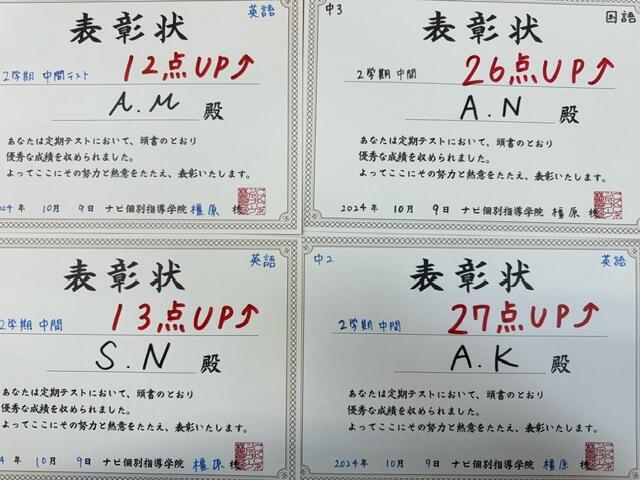 英語
表彰状
2学期 中間テスト 12点UP↑
A.M 殿
あなたは定期テストにおいて、頭書のとおり
優秀な成績を収められました。
よってここにその努力と熱意をたたえ、表彰いたします。
024年 10月 9日 ナビ個別指導学院 橿原 校
中3 国語
表彰状
2学期 中間 26点UP↑
A.N 殿
あなたは定期テストにおいて、頭書のとおり
優秀な成績を収められました。
よってここにその努力と熱意をたたえ、表彰いたします。
2024年 10月 9日 ナビ個別指導学院 橿原 校
英語
表彰状
2学期 中間 13点UP↑
S.N 殿
あなたは定期テストにおいて、頭書のとおり
優秀な成績を収められました。
よってここにその努力と熱意をたたえ、表彰いたします。
4年 10月 9日 ナビ個別指導学院 橿原 校
中2 英語
表彰状
2学期 中間 27点UP↑
A.K 殿
あなたは定期テストにおいて、頭書のとおり
優秀な成績を収められました。
よってここにその努力と熱意をたたえ、表彰いたします。
2024年 10月 9日 ナビ個別指導学院 橿原 校